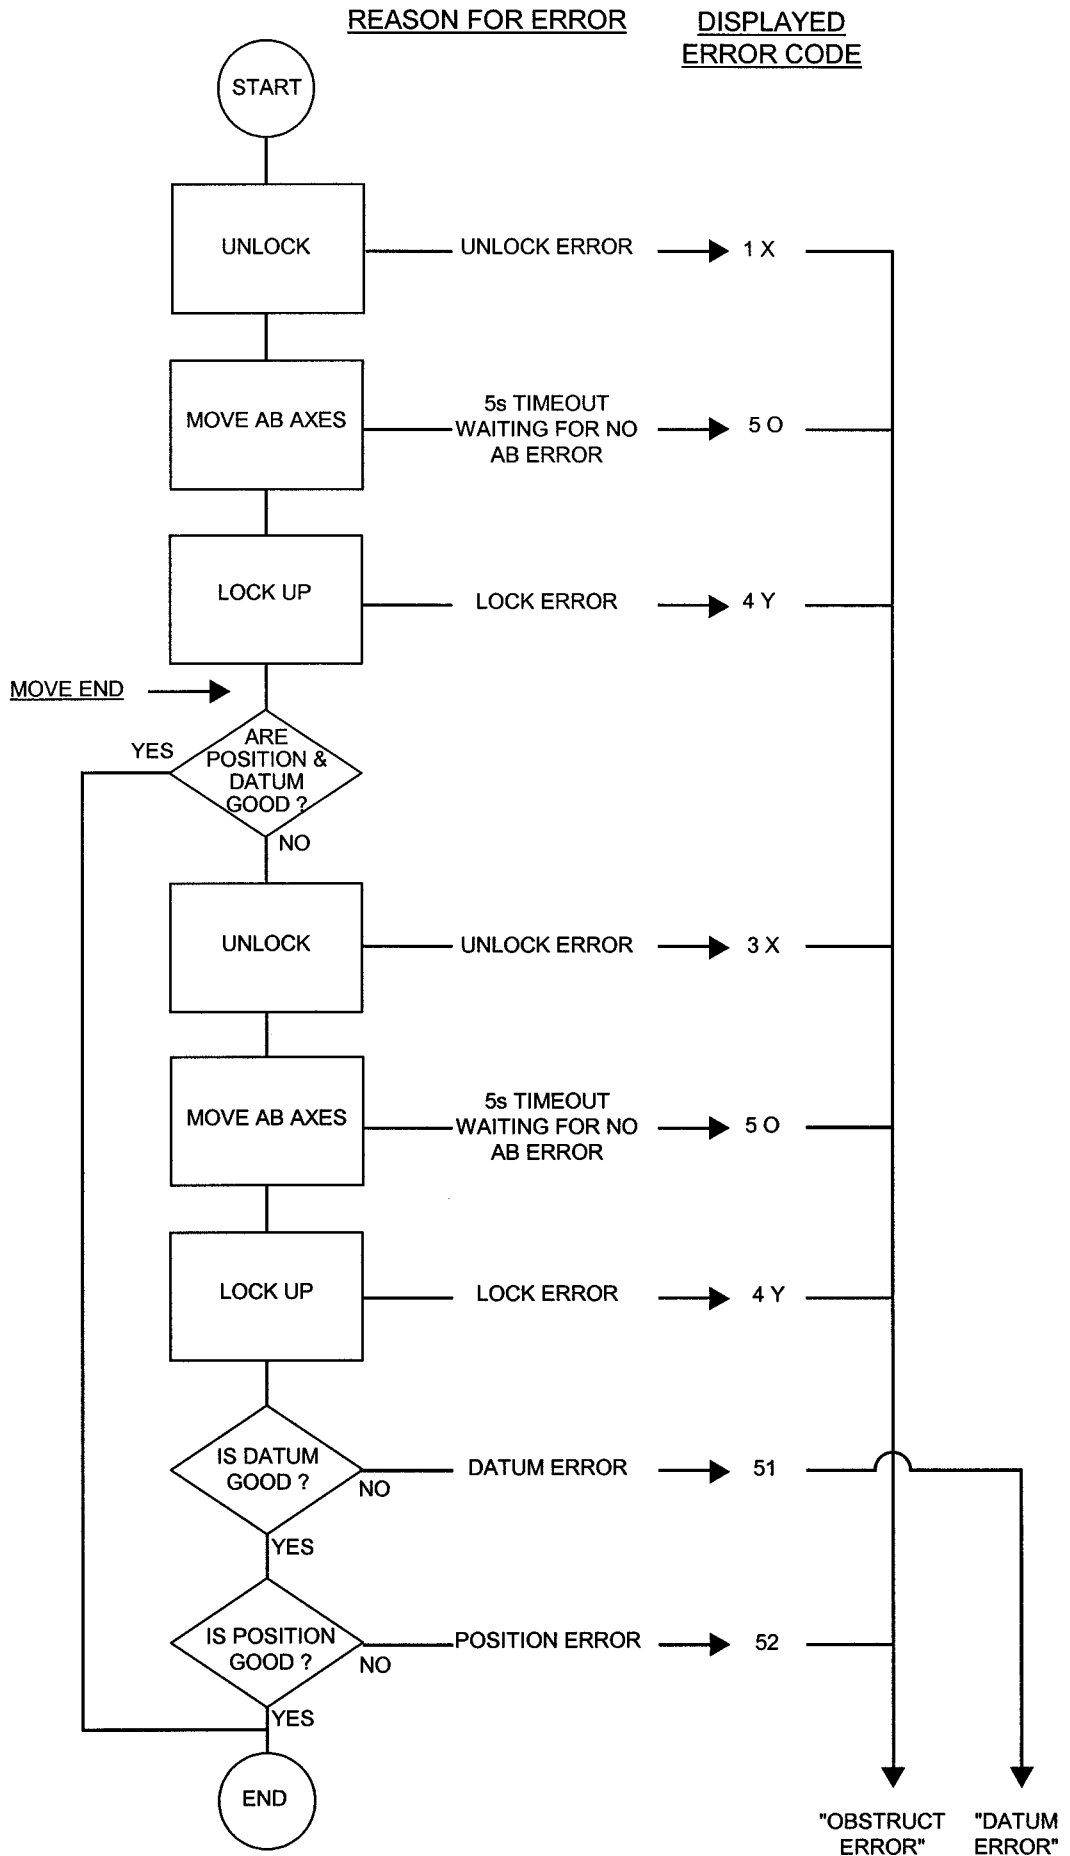 REASON FOR ERROR
DISPLAYED
ERROR CODE
START
UNLOCK
UNLOCK ERROR
1 X
MOVE AB AXES
5s TIMEOUT
WAITING FOR NO
AB ERROR
5 O
LOCK UP
LOCK ERROR
4 Y
MOVE END
YES
ARE
POSITION &
DATUM
GOOD ?
NO
UNLOCK
UNLOCK ERROR
3 X
MOVE AB AXES
5s TIMEOUT
WAITING FOR NO
AB ERROR
5 O
LOCK UP
LOCK ERROR
4 Y
IS DATUM
GOOD ?
NO
DATUM ERROR
51
YES
IS POSITION
GOOD ?
NO
POSITION ERROR
52
YES
END
"OBSTRUCT
ERROR"
"DATUM
ERROR"